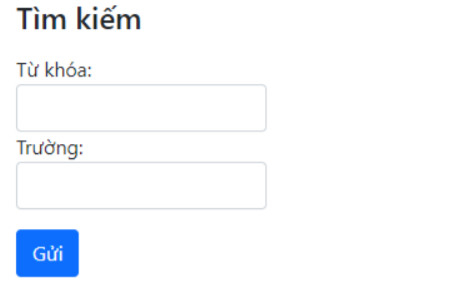 Tìm kiếm
Từ khóa:
Trường:
Gửi